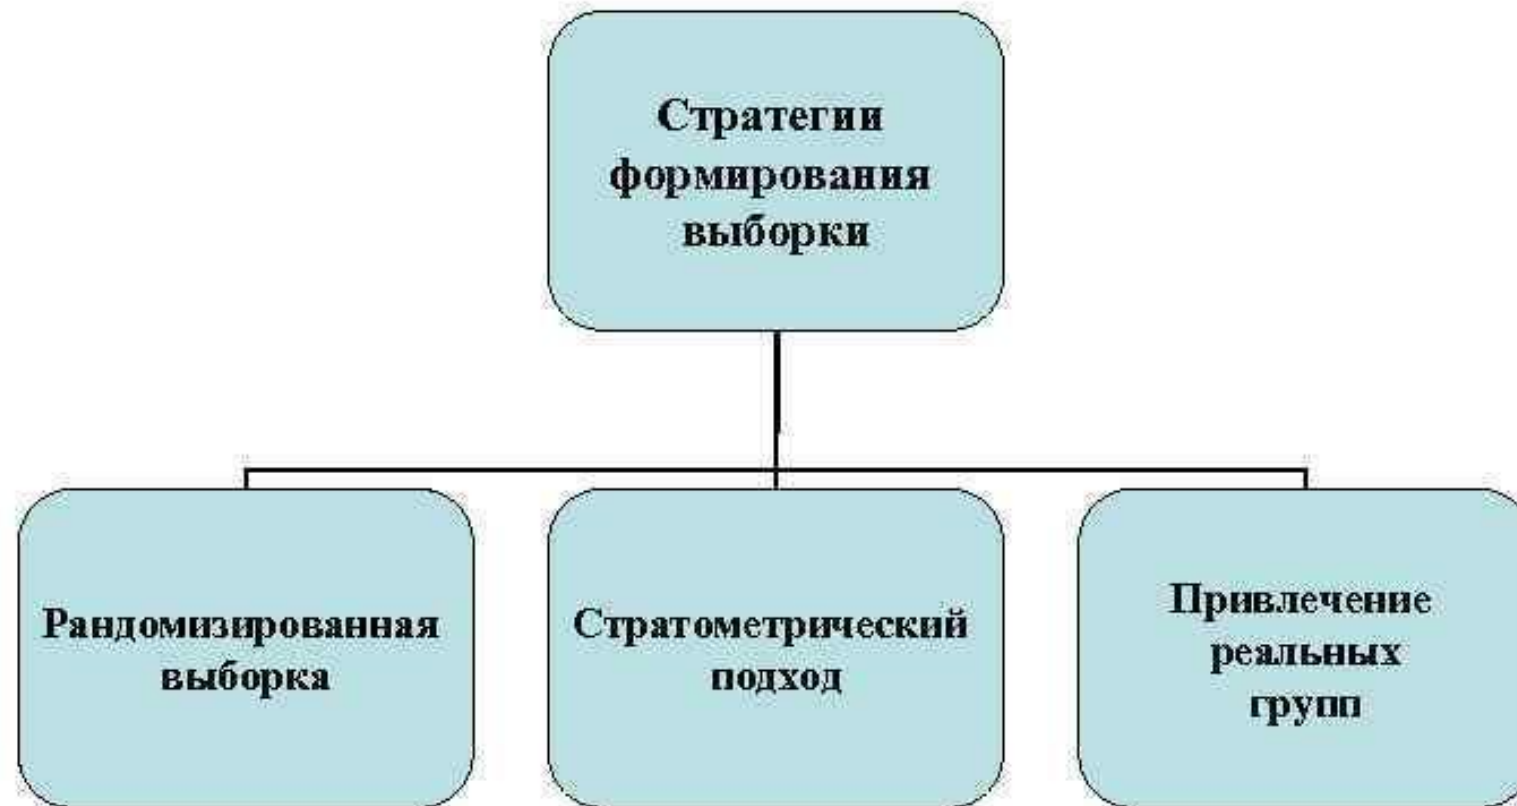 Стратегии
формирования
выборки
Рандомизированная
выборка
Стратометрический
подход
Привлечение
реальных
групп